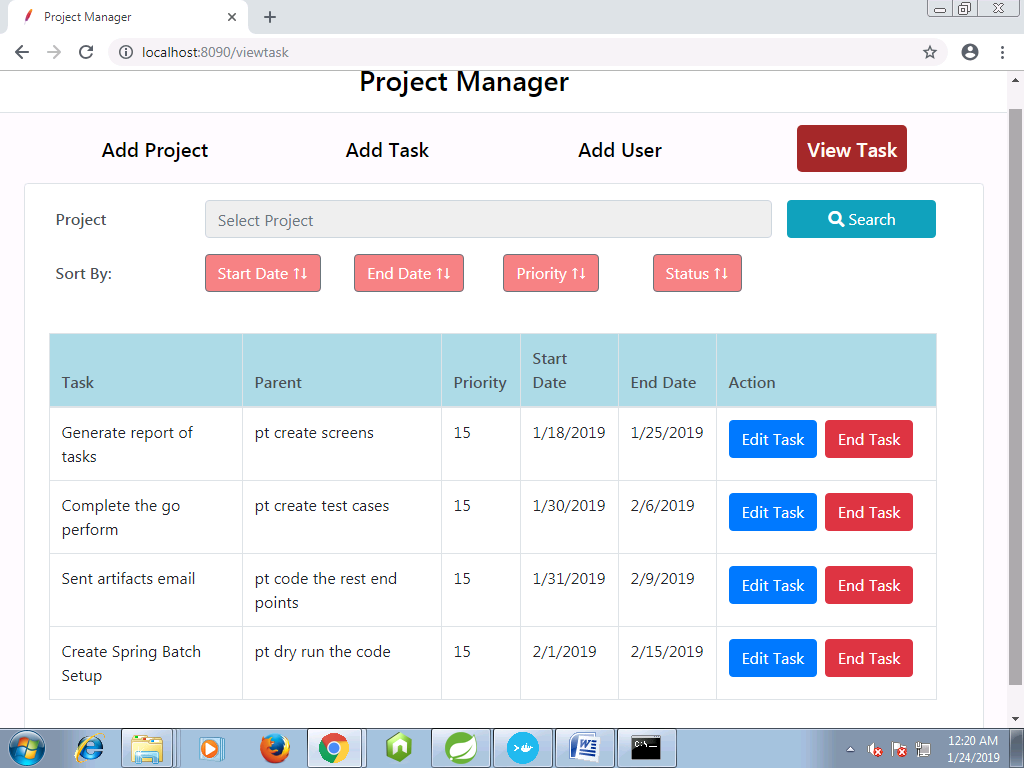 Project Manager
localhost:8090/viewtask
Project Manager
Add Project Add Task Add User View Task
Project Select Project Search
Sort By: Start Date ↑↓ End Date ↑↓ Priority ↑↓ Status ↑↓
Task Parent Priority Start Date End Date Action
Generate report of tasks pt create screens 15 1/18/2019 1/25/2019 Edit Task End Task
Complete the go perform pt create test cases 15 1/30/2019 2/6/2019 Edit Task End Task
Sent artifacts email pt code the rest end points 15 1/31/2019 2/9/2019 Edit Task End Task
Create Spring Batch Setup pt dry run the code 15 2/1/2019 2/15/2019 Edit Task End Task
C:\
12:20 AM
1/24/2019